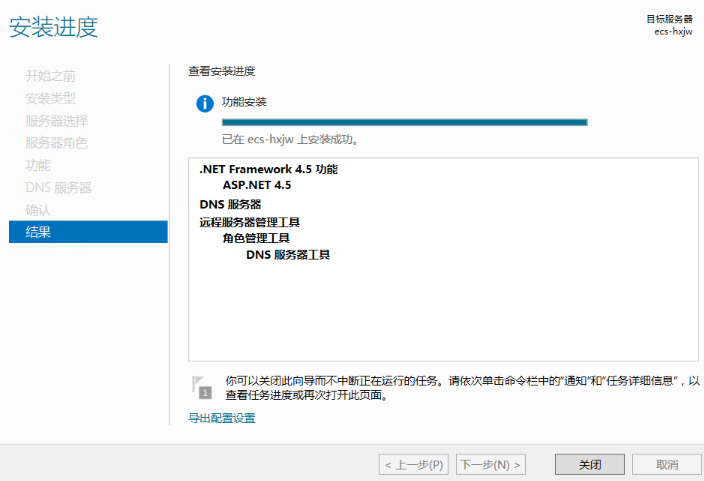 安装进度
目标服务器
ecs-hxjw
开始之前
安装类型
服务器选择
服务器角色
功能
DNS 服务器
确认
结果
查看安装进度
功能安装
已在 ecs-hxjw 上安装成功。
.NET Framework 4.5 功能
ASP.NET 4.5
DNS 服务器
远程服务器管理工具
角色管理工具
DNS 服务器工具
1
你可以关闭此向导而不中断正在运行的任务。请依次单击命令栏中的"通知"和"任务详细信息"，以
查看任务进度或再次打开此页面。
导出配置设置
< 上一步(P)
下一步(N) >
关闭
取消